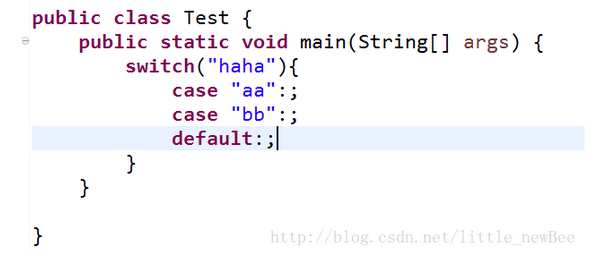 public class Test {
    public static void main(String[] args) {
        switch("haha"){
            case "aa":;
            case "bb":;
            default:;
        }
    }

}
http://blog.csdn.net/little_newBee